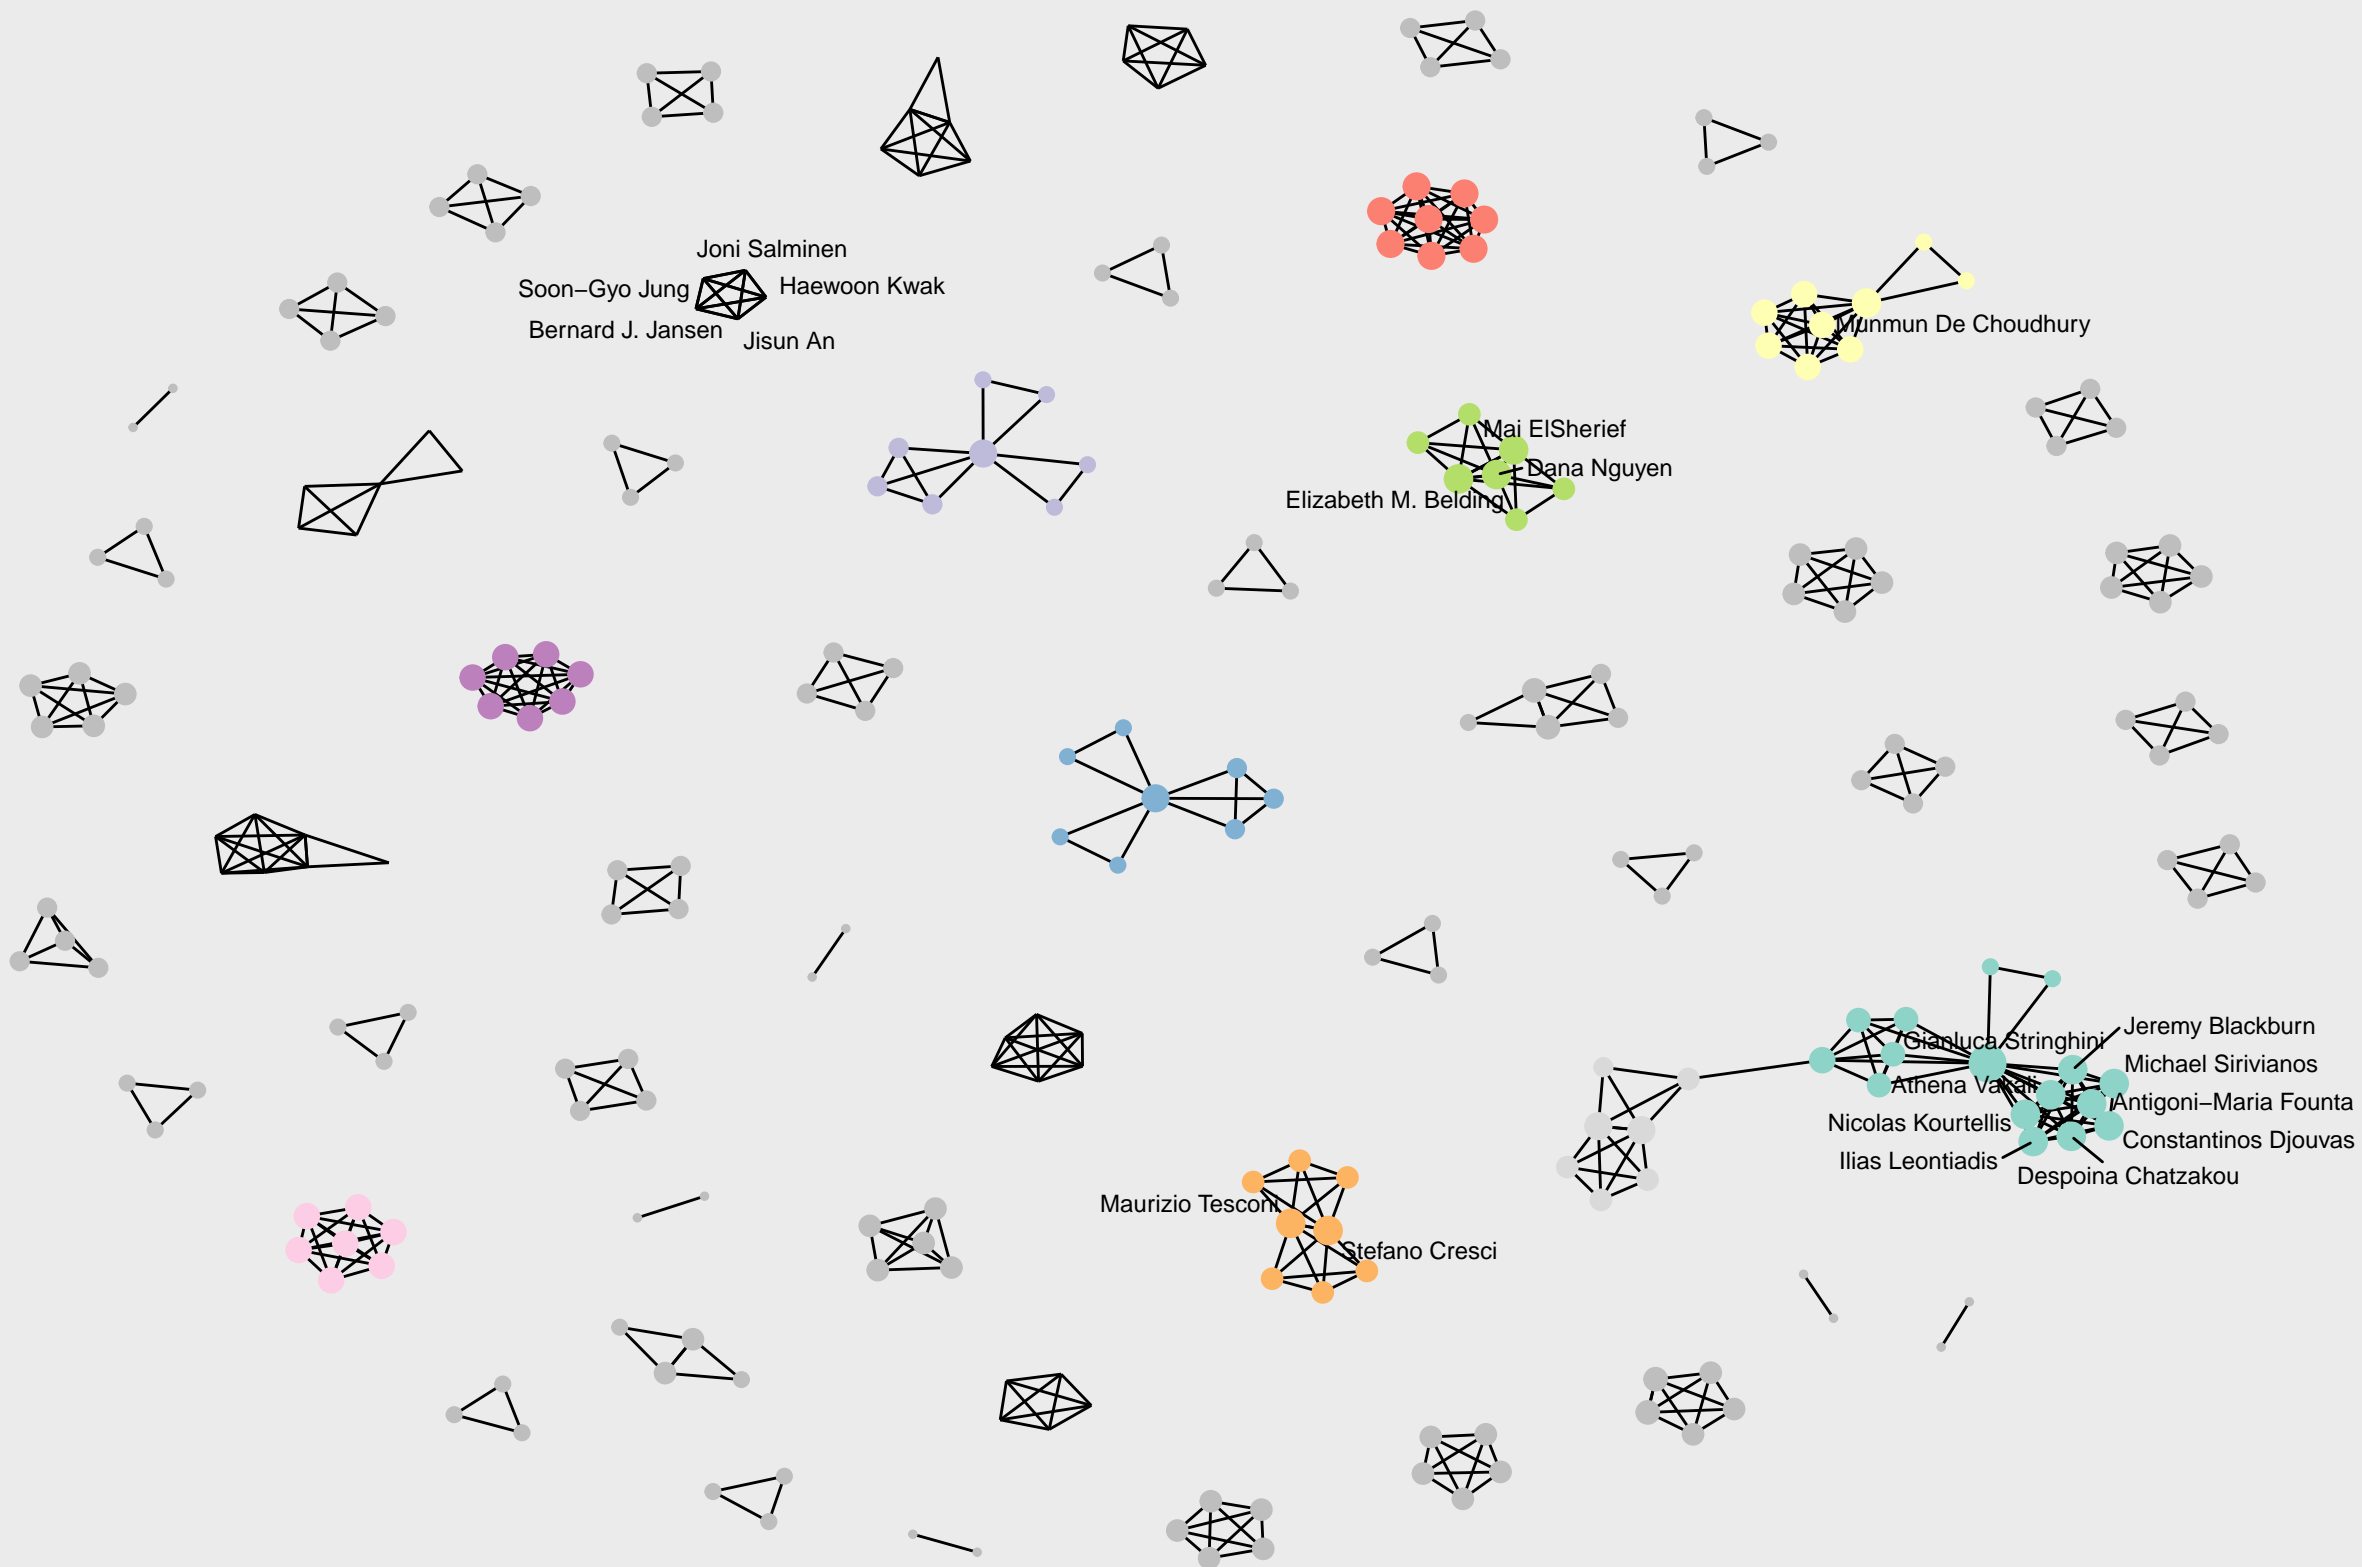 Joni Salminen
Soon−Gyo Jung
Haewoon Kwak
Bernard J. Jansen
Jisun An
Munmun De Choudhury
Mai ElSherief
Dana Nguyen
Elizabeth M. Belding
Jeremy Blackburn
Gianluca Stringhini
Michael Sirivianos
Athena Vakali
Antigoni−Maria Founta
Nicolas Kourtellis
Constantinos Djouvas
Ilias Leontiadis
Despoina Chatzakou
Maurizio Tesconi
Stefano Cresci